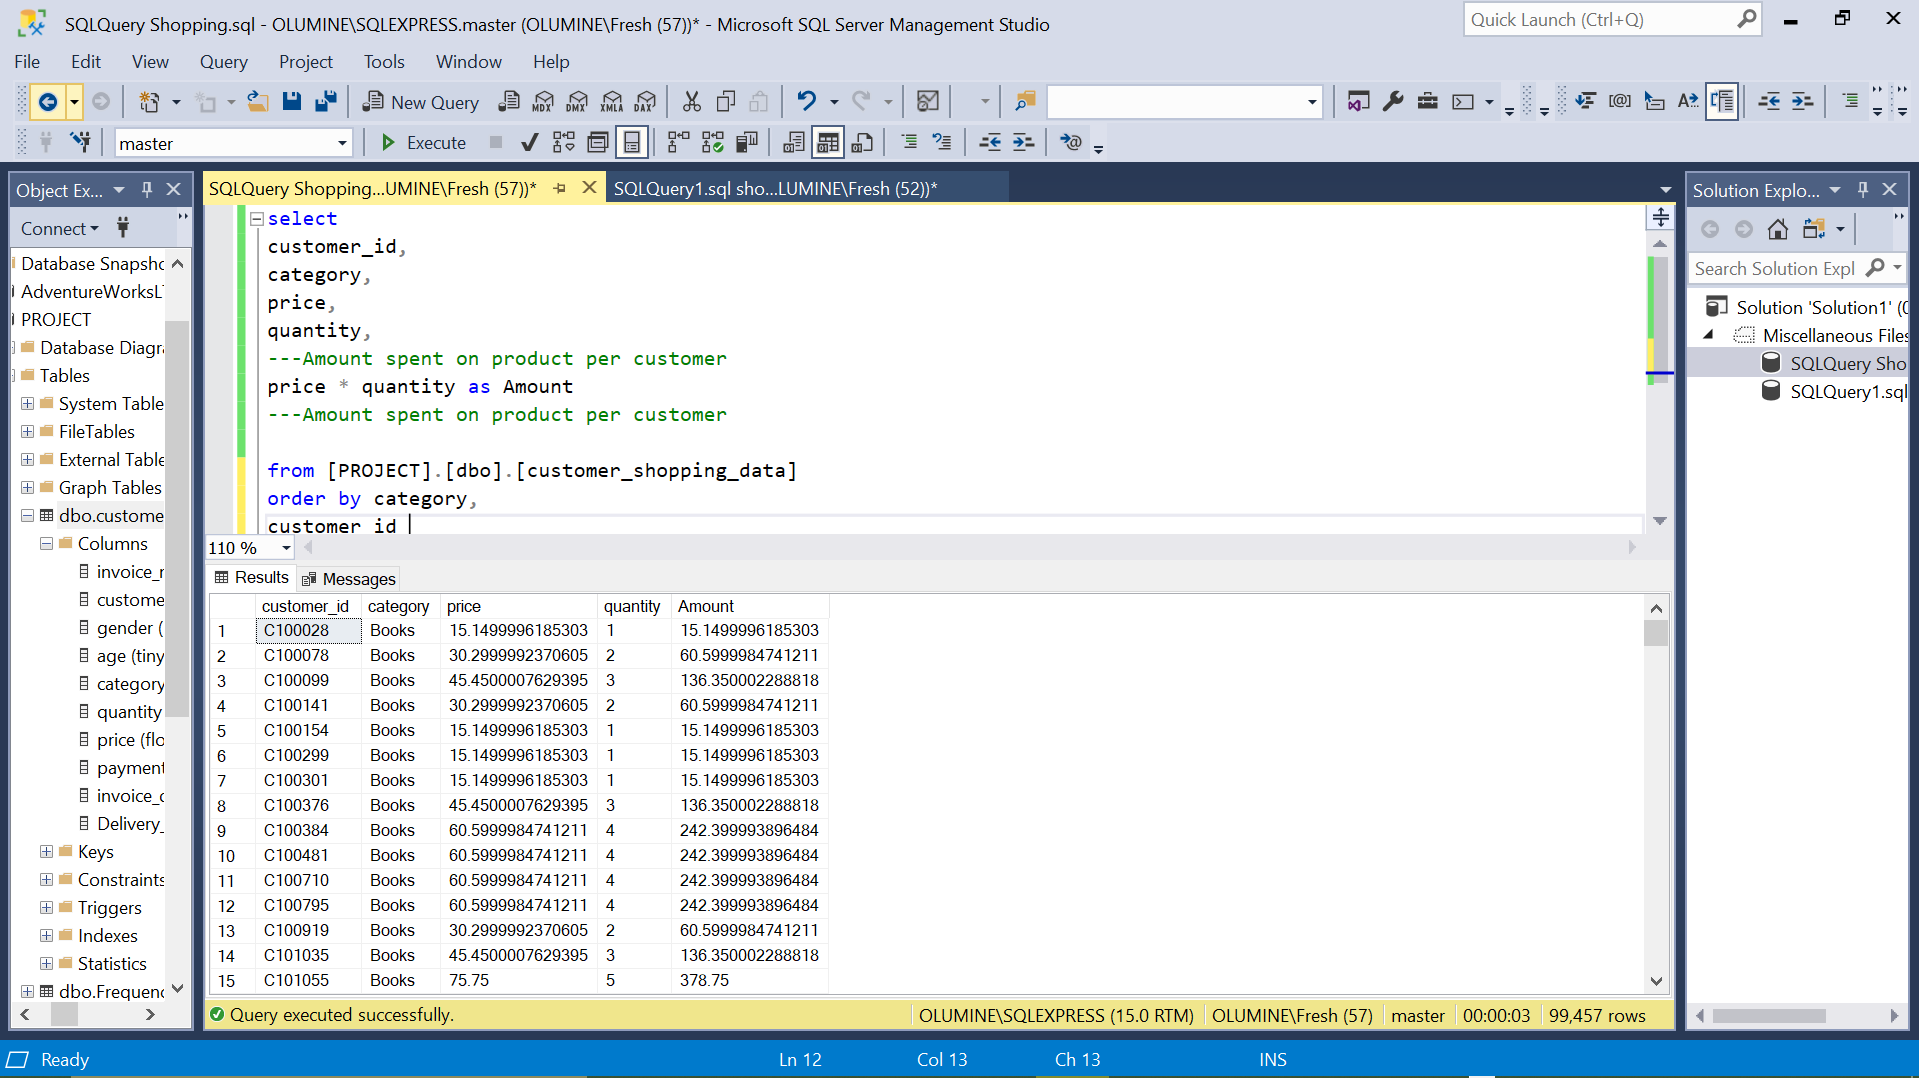 SQLQuery Shopping.sql - OLUMINE\SQLEXPRESS.master (OLUMINE\Fresh (57))* - Microsoft SQL Server Management Studio
Quick Launch (Ctrl+Q)
File Edit View Query Project Tools Window Help
New Query MDX DMX XMLA DAX
master Execute
Object Ex...
SQLQuery Shopping...UMINE\Fresh (57))*
SQLQuery1.sql sho...LUMINE\Fresh (52))*
Solution Explo...
Connect
Database Snapsho
AdventureWorksL
PROJECT
Database Diagra
Tables
System Table
FileTables
External Table
Graph Tables
dbo.custome
Columns
invoice_r
custome
gender (
age (tiny
category
quantity
price (flo
payment
invoice_d
Delivery_
Keys
Constraints
Triggers
Indexes
Statistics
dbo.Frequen
select
customer_id,
category,
price,
quantity,
---Amount spent on product per customer
price * quantity as Amount
---Amount spent on product per customer
from [PROJECT].[dbo].[customer_shopping_data]
order by category,
customer_id
110 %
Results Messages
customer_id category price quantity Amount
1 C100028 Books 15.1499996185303 1 15.1499996185303
2 C100078 Books 30.2999992370605 2 60.5999984741211
3 C100099 Books 45.4500007629395 3 136.350002288818
4 C100141 Books 30.2999992370605 2 60.5999984741211
5 C100154 Books 15.1499996185303 1 15.1499996185303
6 C100299 Books 15.1499996185303 1 15.1499996185303
7 C100301 Books 15.1499996185303 1 15.1499996185303
8 C100376 Books 45.4500007629395 3 136.350002288818
9 C100384 Books 60.5999984741211 4 242.399993896484
10 C100481 Books 60.5999984741211 4 242.399993896484
11 C100710 Books 60.5999984741211 4 242.399993896484
12 C100795 Books 60.5999984741211 4 242.399993896484
13 C100919 Books 30.2999992370605 2 60.5999984741211
14 C101035 Books 45.4500007629395 3 136.350002288818
15 C101055 Books 75.75 5 378.75
Query executed successfully.
OLUMINE\SQLEXPRESS (15.0 RTM) OLUMINE\Fresh (57) master 00:00:03 99,457 rows
Search Solution Expl
Solution 'Solution1' (0
Miscellaneous Files
SQLQuery Sho
SQLQuery1.sql
Ready Ln 12 Col 13 Ch 13 INS